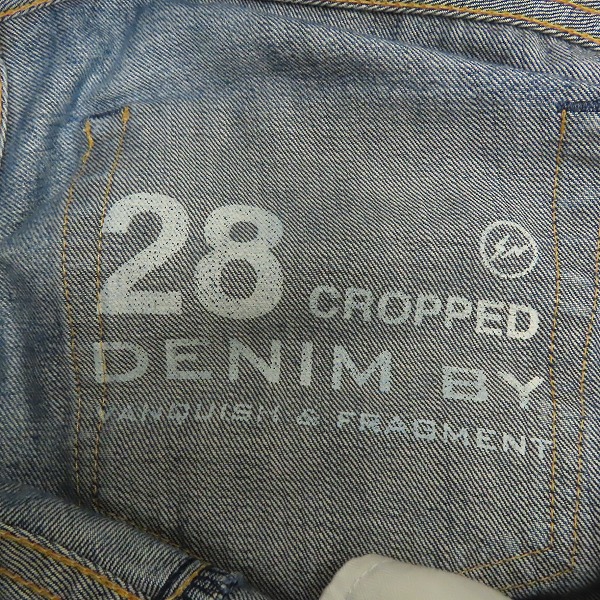 28 CROPPED
DENIM BY
VANQUISH & FRAGMENT